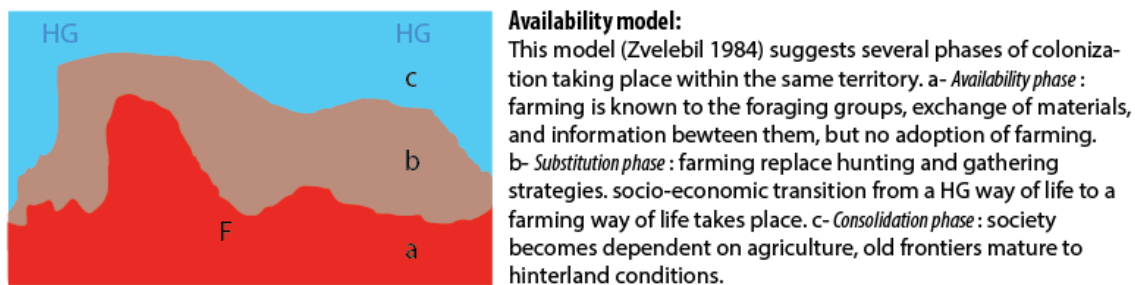 HG HG
c
b
F
a
Availability model:
This model (Zvelebil 1984) suggests several phases of coloniza-
tion taking place within the same territory. a- Availability phase :
farming is known to the foraging groups, exchange of materials,
and information bewteen them, but no adoption of farming.
b- Substitution phase : farming replace hunting and gathering
strategies. socio-economic transition from a HG way of life to a
farming way of life takes place. c- Consolidation phase : society
becomes dependent on agriculture, old frontiers mature to
hinterland conditions.